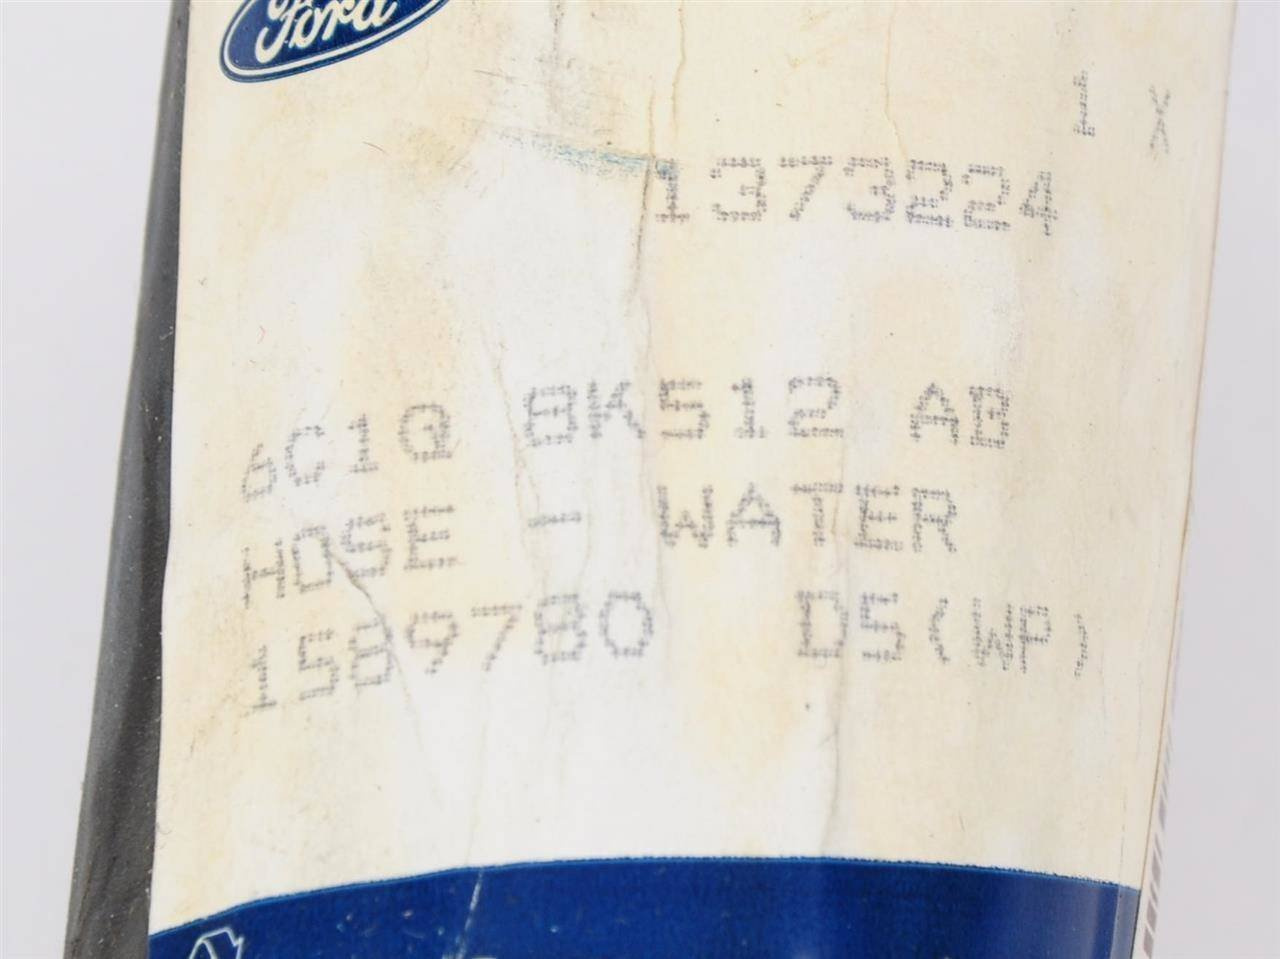 Ford
1 X
1373224
6C1Q 8K512 AB
HOSE - WATER
1589780 D5(WP)